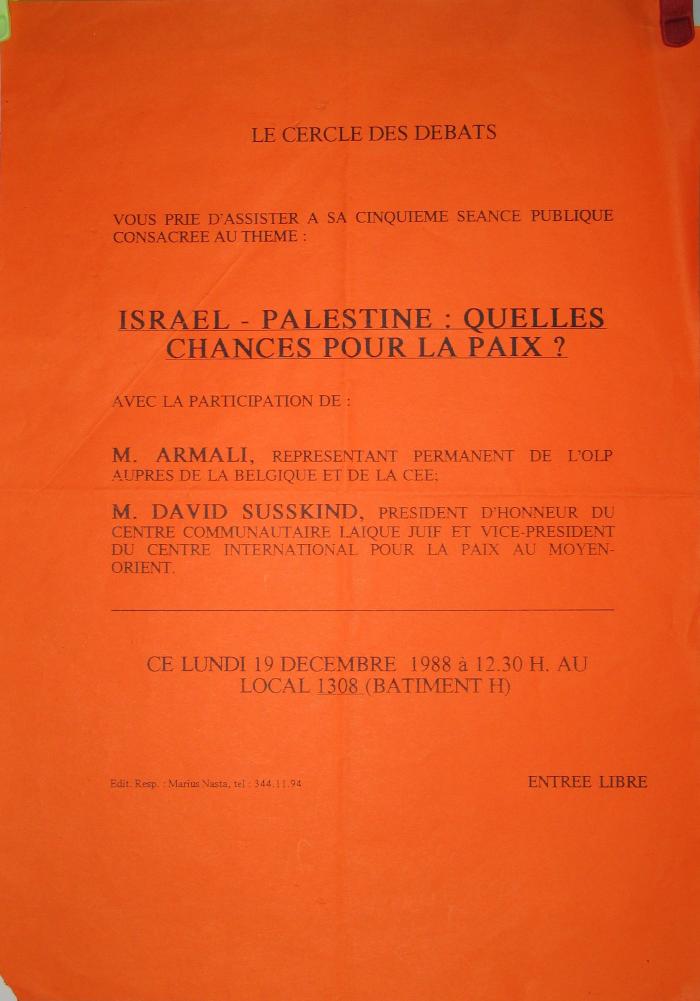 LE CERCLE DES DEBATS
VOUS PRIE D'ASSISTER A SA CINQUIEME SEANCE PUBLIQUE
CONSACREE AU THEME :
ISRAEL - PALESTINE : QUELLES
CHANCES POUR LA PAIX ?
AVEC LA PARTICIPATION DE :
M. ARMALI, REPRESENTANT PERMANENT DE L'OLP
AUPRES DE LA BELGIQUE ET DE LA CEE;
M. DAVID SUSSKIND, PRESIDENT D'HONNEUR DU
CENTRE COMMUNAUTAIRE LAIQUE JUIF ET VICE-PRESIDENT
DU CENTRE INTERNATIONAL POUR LA PAIX AU MOYEN-
ORIENT.
CE LUNDI 19 DECEMBRE 1988 à 12.30 H. AU
LOCAL 1308 (BATIMENT H)
Edit. Resp. : Marius Nasta, tel : 344.11.94
ENTREE LIBRE